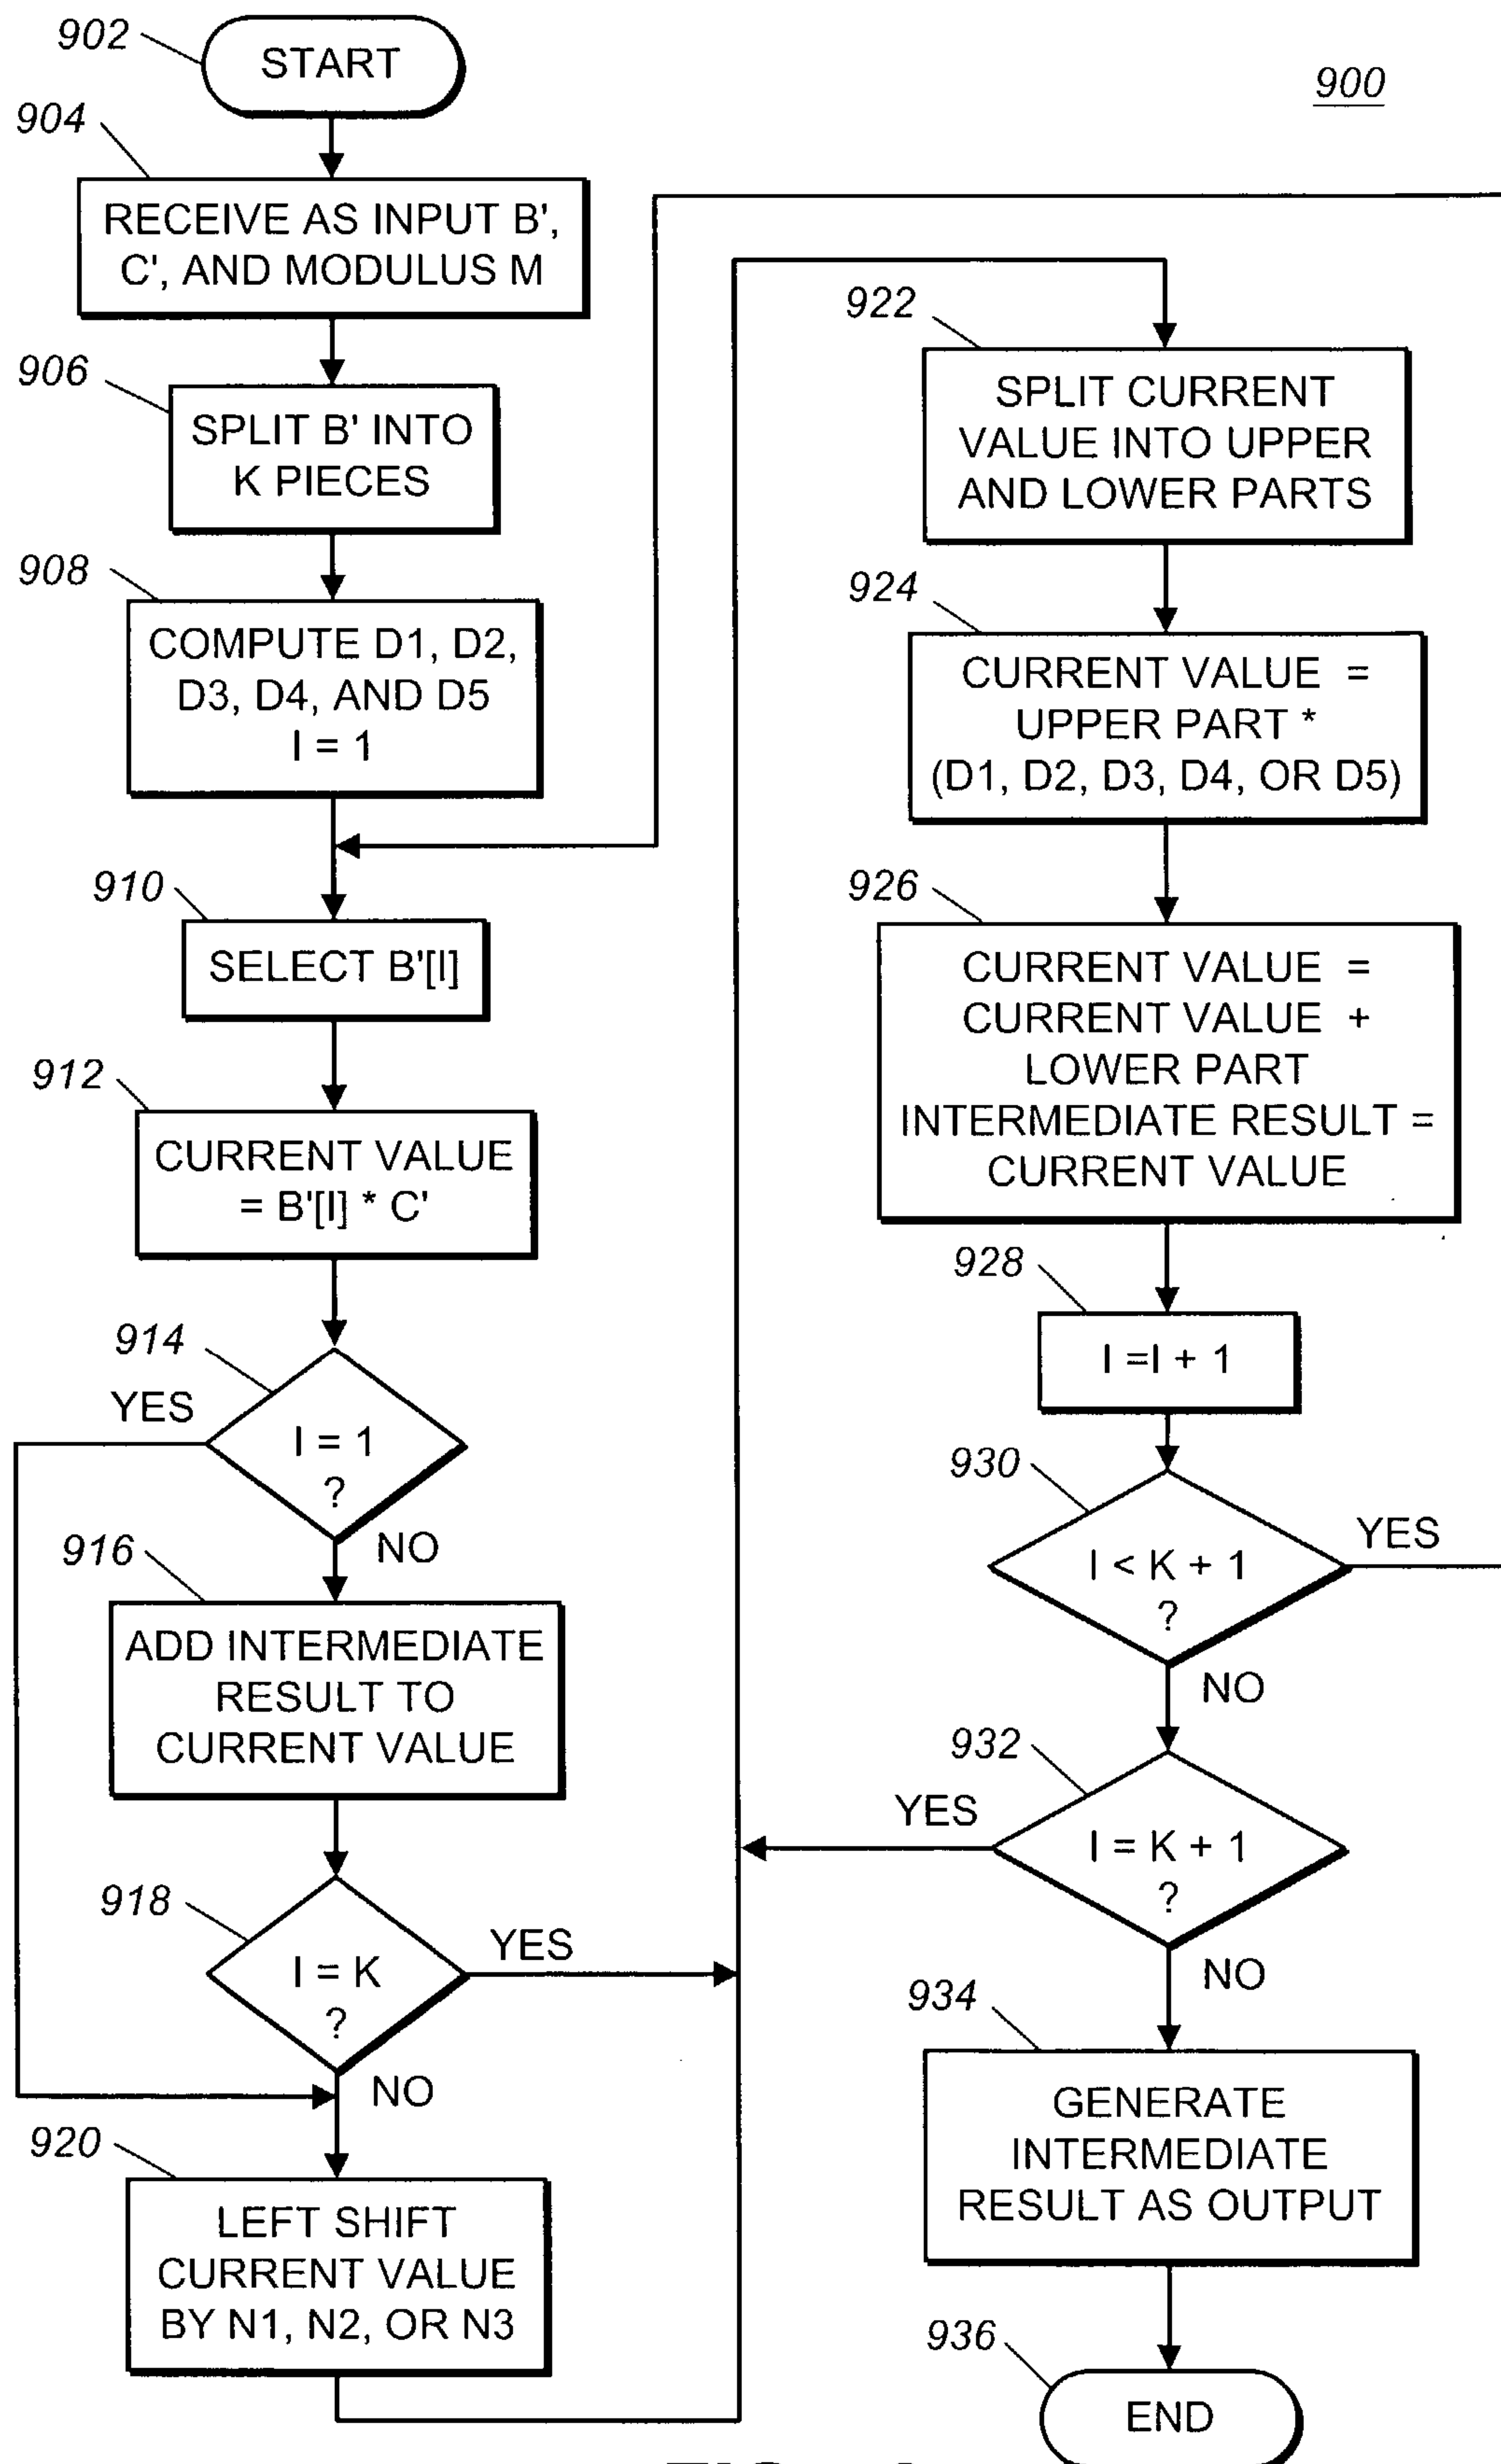 902
START
900
904
RECEIVE AS INPUT B',
C', AND MODULUS M
906
SPLIT B' INTO
K PIECES
908
COMPUTE D1, D2,
D3, D4, AND D5
I = 1
910
SELECT B'[I]
912
CURRENT VALUE
= B'[I] * C'
914
YES
I = 1
?
NO
916
ADD INTERMEDIATE
RESULT TO
CURRENT VALUE
918
YES
I = K
?
NO
920
LEFT SHIFT
CURRENT VALUE
BY N1, N2, OR N3
922
SPLIT CURRENT
VALUE INTO UPPER
AND LOWER PARTS
924
CURRENT VALUE =
UPPER PART *
(D1, D2, D3, D4, OR D5)
926
CURRENT VALUE =
CURRENT VALUE +
LOWER PART
INTERMEDIATE RESULT =
CURRENT VALUE
928
I =I + 1
930
YES
I < K + 1
?
NO
932
YES
I = K + 1
?
NO
934
GENERATE
INTERMEDIATE
RESULT AS OUTPUT
936
END